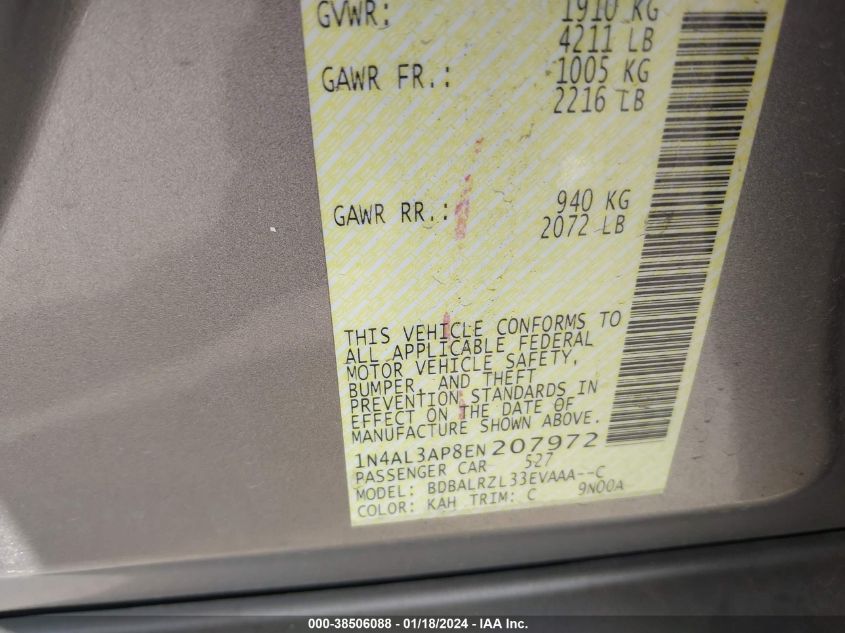 GVWR: 1910 KG
4211 LB
GAWR FR.: 1005 KG
2216 LB
GAWR RR.: 940 KG
2072 LB
THIS VEHICLE CONFORMS TO
ALL APPLICABLE FEDERAL
MOTOR VEHICLE SAFETY,
BUMPER, AND THEFT
PREVENTION STANDARDS IN
EFFECT ON THE DATE OF
MANUFACTURE SHOWN ABOVE.
1N4AL3AP8EN207972
PASSENGER CAR 527
MODEL: BDBALRZL33EVAAA--C
COLOR: KAH TRIM: C 9N00A
000-38506088 - 01/18/2024 - IAA Inc.